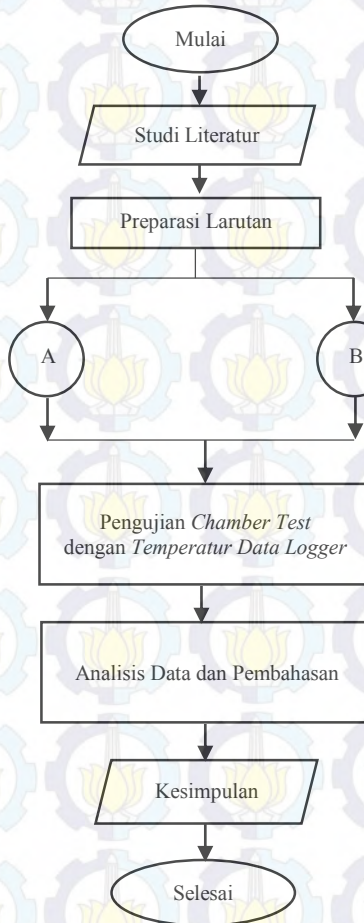 Mulai
Studi Literatur
Preparasi Larutan
A
B
Pengujian Chamber Test
dengan Temperatur Data Logger
Analisis Data dan Pembahasan
Kesimpulan
Selesai